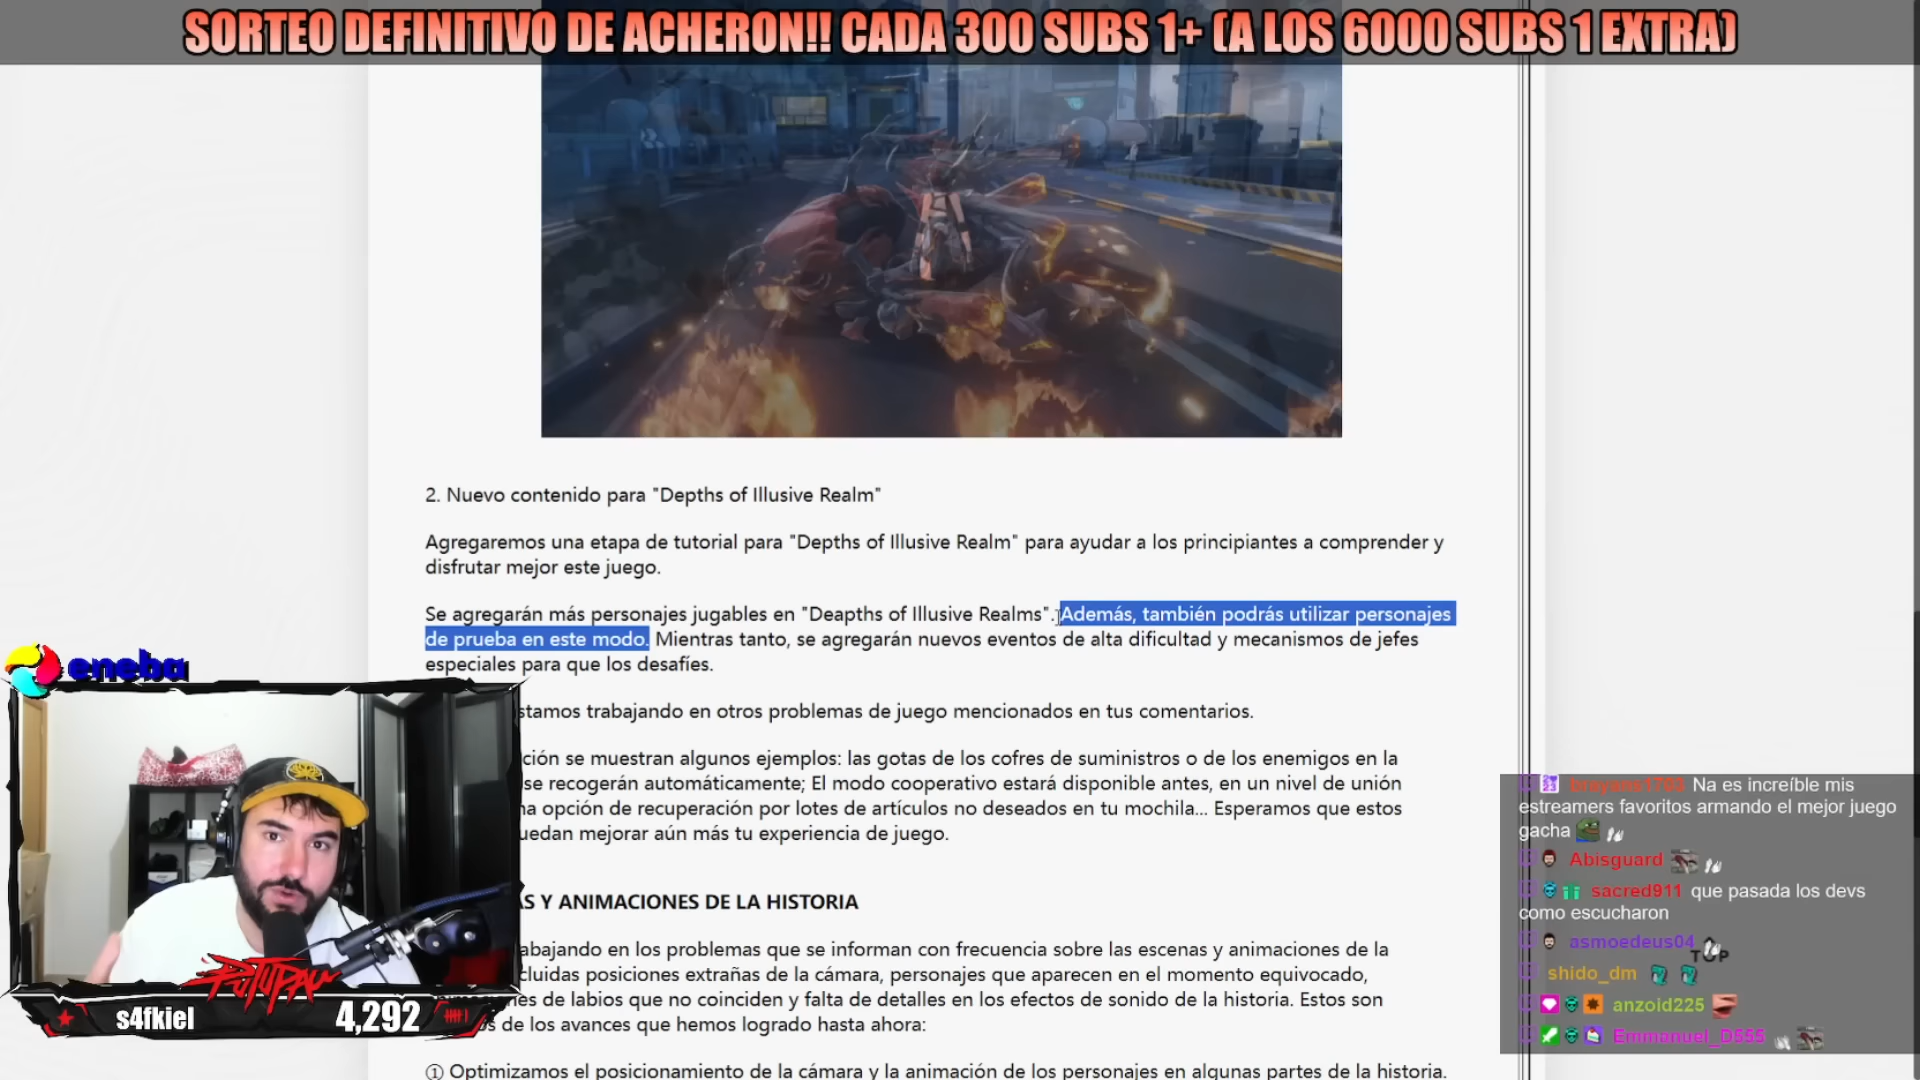 SORTEO DEFINITIVO DE ACHERON!! CADA 300 SUBS 1+ (A LOS 6000 SUBS 1 EXTRA)
2. Nuevo contenido para "Depths of Illusive Realm"
Agregaremos una etapa de tutorial para "Depths of Illusive Realm" para ayudar a los principiantes a comprender y
disfrutar mejor este juego.
Se agregarán más personajes jugables en "Deapths of Illusive Realms". Además, también podrás utilizar personajes
de prueba en este modo. Mientras tanto, se agregarán nuevos eventos de alta dificultad y mecanismos de jefes
especiales para que los desafíes.
stamos trabajando en otros problemas de juego mencionados en tus comentarios.
ción se muestran algunos ejemplos: las gotas de los cofres de suministros o de los enemigos en la
se recogerán automáticamente; El modo cooperativo estará disponible antes, en un nivel de unión
na opción de recuperación por lotes de artículos no deseados en tu mochila... Esperamos que estos
uedan mejorar aún más tu experiencia de juego.
AS Y ANIMACIONES DE LA HISTORIA
abajando en los problemas que se informan con frecuencia sobre las escenas y animaciones de la
cluidas posiciones extrañas de la cámara, personajes que aparecen en el momento equivocado,
nes de labios que no coinciden y falta de detalles en los efectos de sonido de la historia. Estos son
s de los avances que hemos logrado hasta ahora:
① Optimizamos el posicionamiento de la cámara y la animación de los personajes en algunas partes de la historia.
eneba
s4fkiel
4,292
brayans1703 Na es increíble mis
estreamers favoritos armando el mejor juego
gacha
Abisguard
sacred911 que pasada los devs
como escucharon
asmoedeus04 TOP
shido_dm
anzoid225
Emmanuel_D555